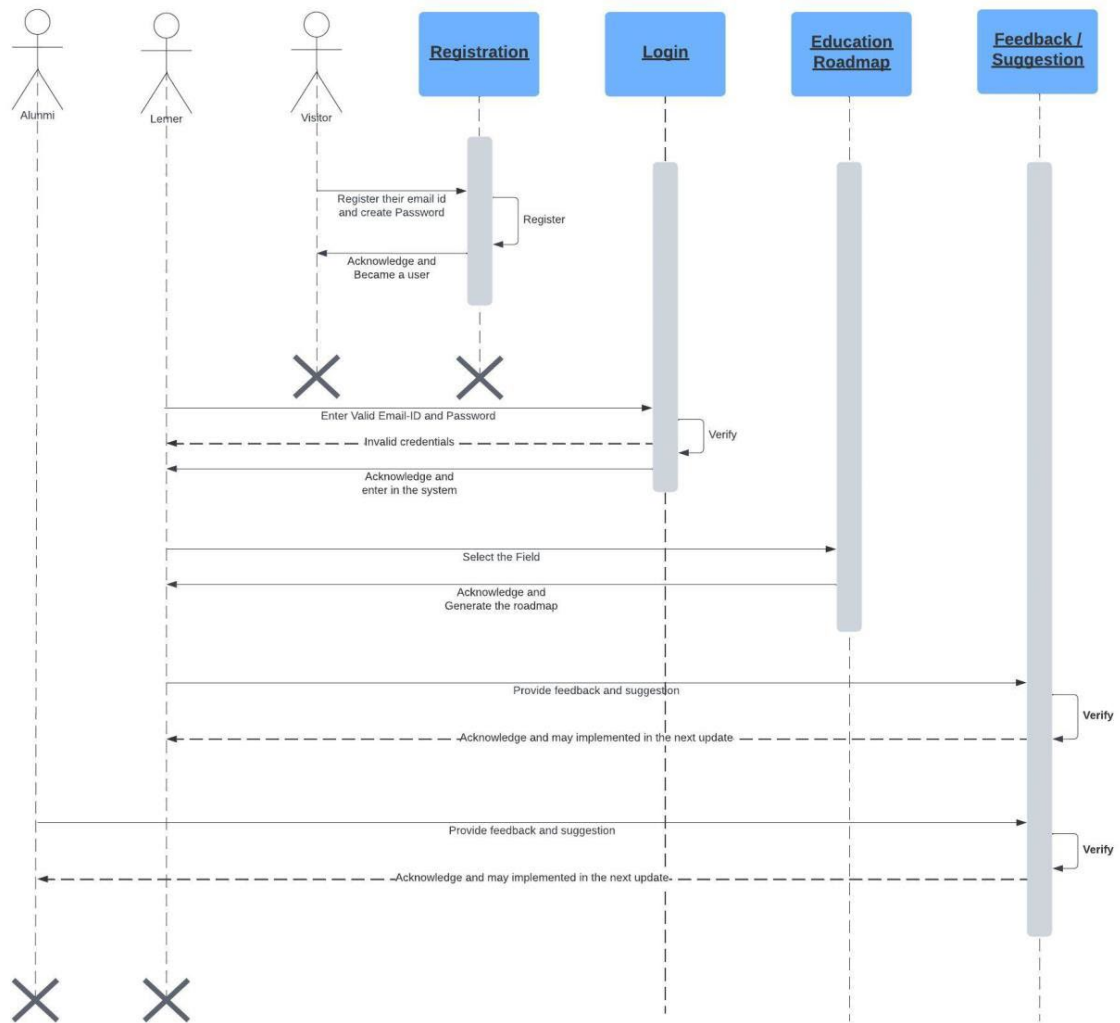 Registration
Login
Education
Roadmap
Feedback /
Suggestion
Alunmi
Lerner
Visitor
Register their email id
and create Password
Register
Acknowledge and
Became a user
Enter Valid Email-ID and Password
Verify
Invalid credentials
Acknowledge and
enter in the system
Select the Field
Acknowledge and
Generate the roadmap
Provide feedback and suggestion
Verify
Acknowledge and may implemented in the next update
Provide feedback and suggestion
Verify
Acknowledge and may implemented in the next update